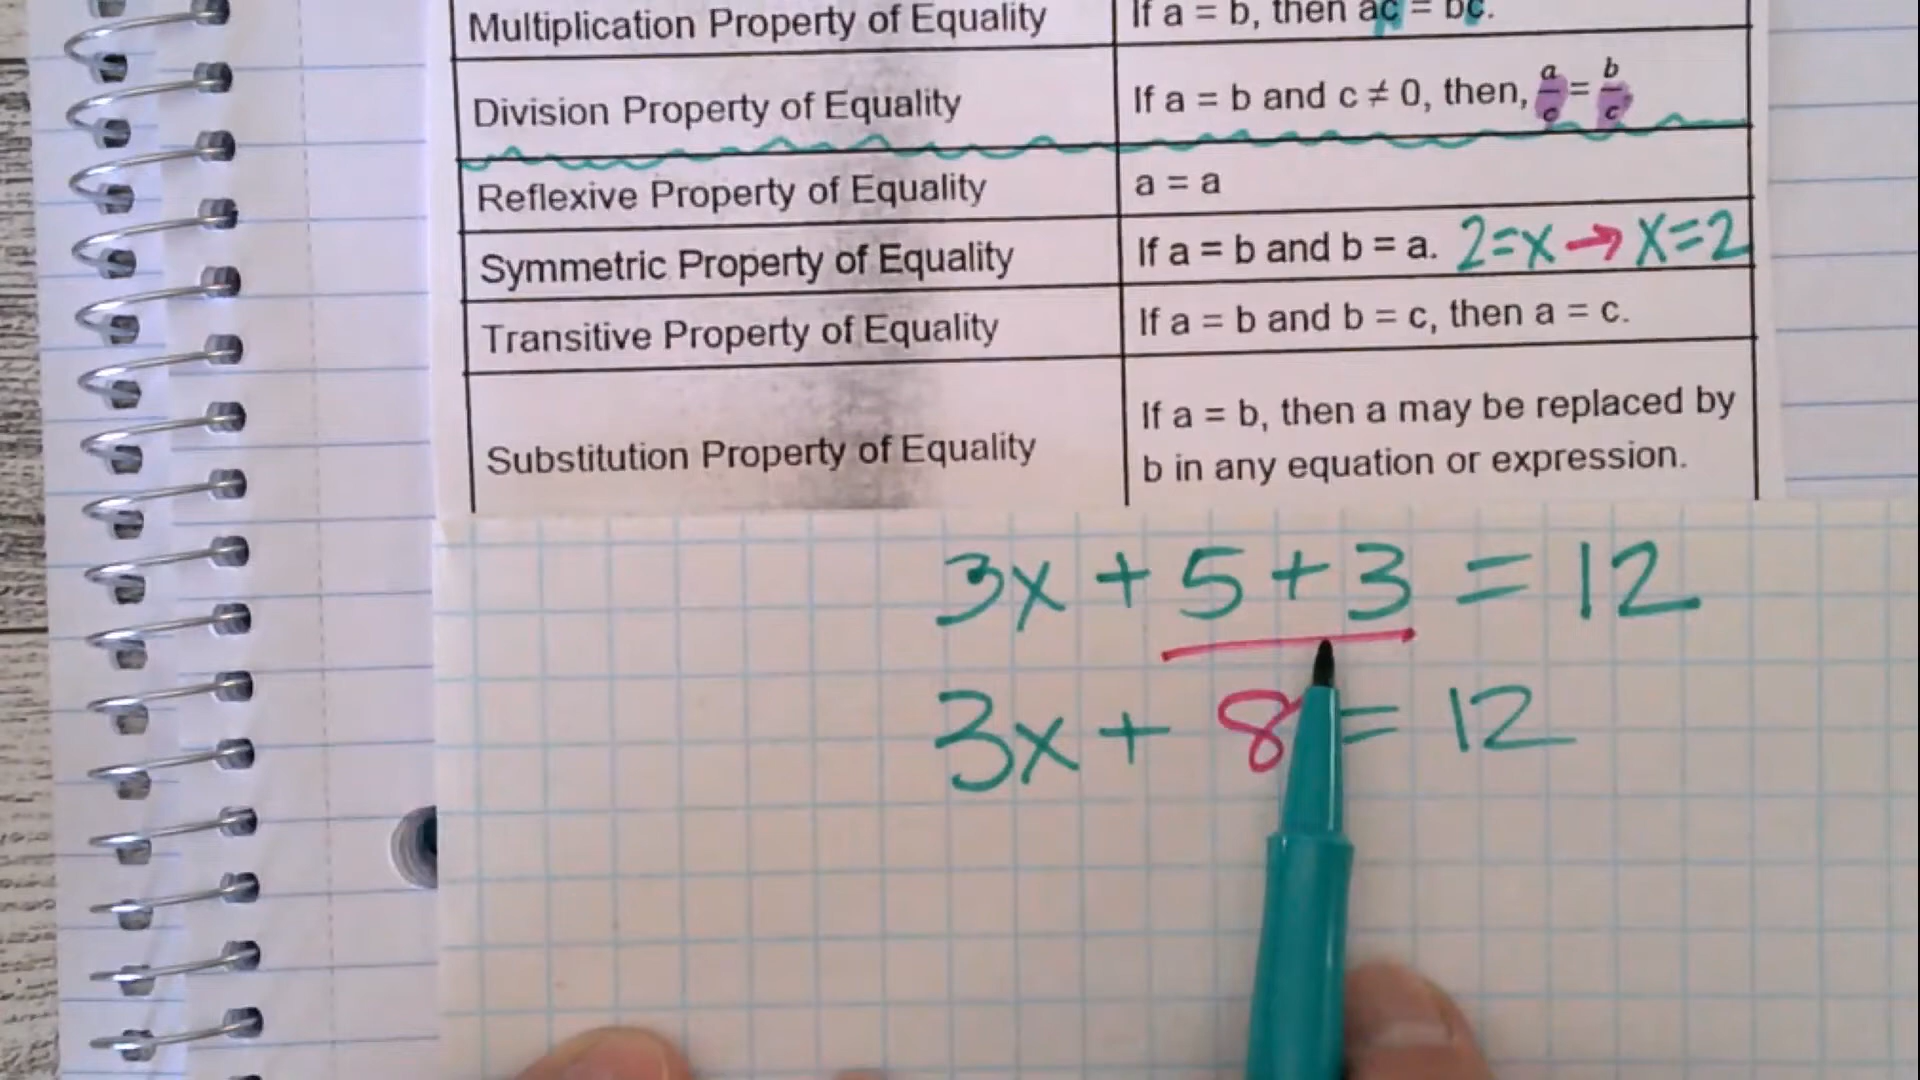 Multiplication Property of Equality If a = b, then ac = bc.
Division Property of Equality If a = b and c ≠ 0, then, a/c = b/c.
Reflexive Property of Equality a = a
Symmetric Property of Equality If a = b and b = a. 2=x → x=2
Transitive Property of Equality If a = b and b = c, then a = c.
Substitution Property of Equality If a = b, then a may be replaced by
b in any equation or expression.
3x + 5 + 3 = 12
3x + 8 = 12